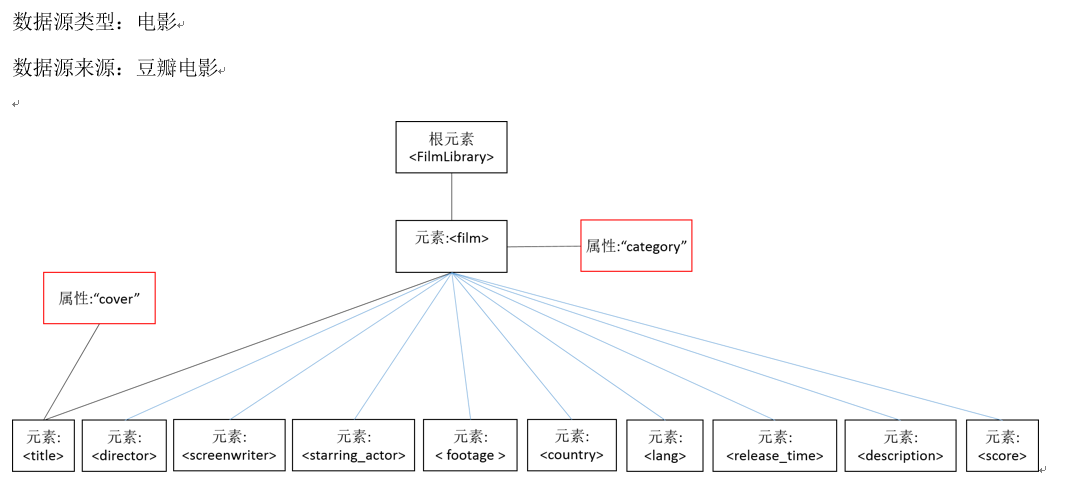 数据源类型：电影
数据源来源：豆瓣电影
根元素
<FilmLibrary>
元素:<film>
属性:“category”
属性:“cover”
元素:
<title>
元素:
<director>
元素:
<screenwriter>
元素:
<starring_actor>
元素:
< footage >
元素:
<country>
元素:
<lang>
元素:
<release_time>
元素:
<description>
元素:
<score>